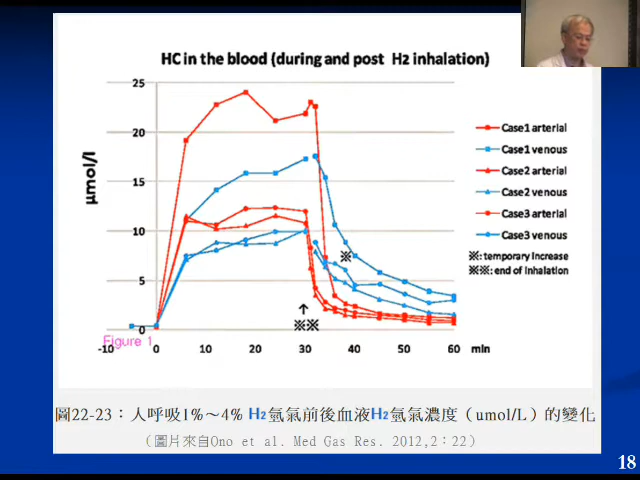 HC in the blood (during and post H2 inhalation)
μmol/l
25
20
15
10
5
0
-10
0
10
20
30
40
50
60
min
Figure 1
※
↑
※※
Case1 arterial
Case1 venous
Case2 arterial
Case2 venous
Case3 arterial
Case3 venous
※: temporary increase
※※: end of inhalation
圖22-23：人呼吸1%～4% H2氫氣前後血液H2氫氣濃度（umol/L）的變化
（圖片來自Ono et al. Med Gas Res. 2012,2：22）
18